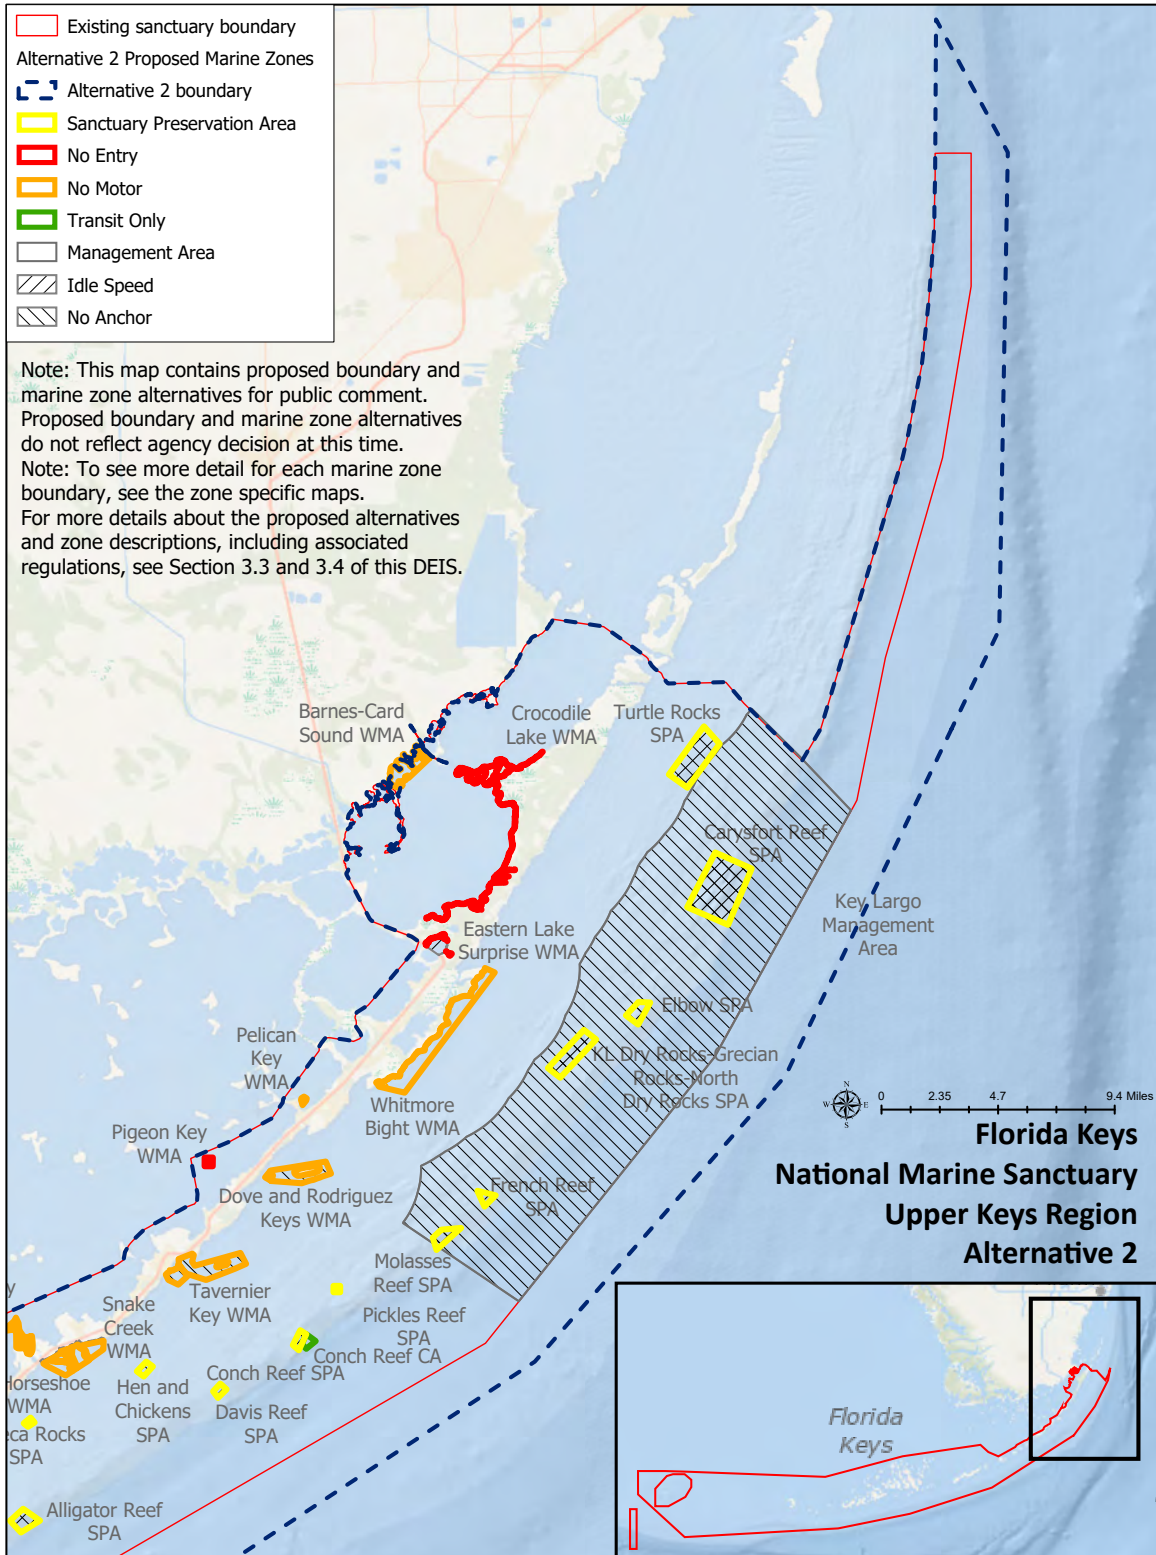 Existing sanctuary boundary
Alternative 2 Proposed Marine Zones
Alternative 2 boundary
Sanctuary Preservation Area
No Entry
No Motor
Transit Only
Management Area
Idle Speed
No Anchor
Note: This map contains proposed boundary and
marine zone alternatives for public comment.
Proposed boundary and marine zone alternatives
do not reflect agency decision at this time.
Note: To see more detail for each marine zone
boundary, see the zone specific maps.
For more details about the proposed alternatives
and zone descriptions, including associated
regulations, see Section 3.3 and 3.4 of this DEIS.
Barnes-Card
Sound WMA
Crocodile
Lake WMA
Turtle Rocks
SPA
Carysfort Reef
SPA
Key Largo
Management
Area
Eastern Lake
Surprise WMA
Elbow SPA
KL Dry Rocks-Grecian
Rocks-North
Dry Rocks SPA
Pelican
Key
WMA
Whitmore
Bight WMA
Pigeon Key
WMA
Dove and Rodriguez
Keys WMA
French Reef
SPA
Molasses
Reef SPA
Tavernier
Key WMA
Pickles Reef
SPA
Snake
Creek
WMA
Conch Reef CA
Conch Reef SPA
Hen and
Chickens
SPA
Davis Reef
SPA
y
Horseshoe
WMA
eca Rocks
SPA
Alligator Reef
SPA
N
W E
S
0 2.35 4.7 9.4 Miles
Florida Keys
National Marine Sanctuary
Upper Keys Region
Alternative 2
Florida
Keys